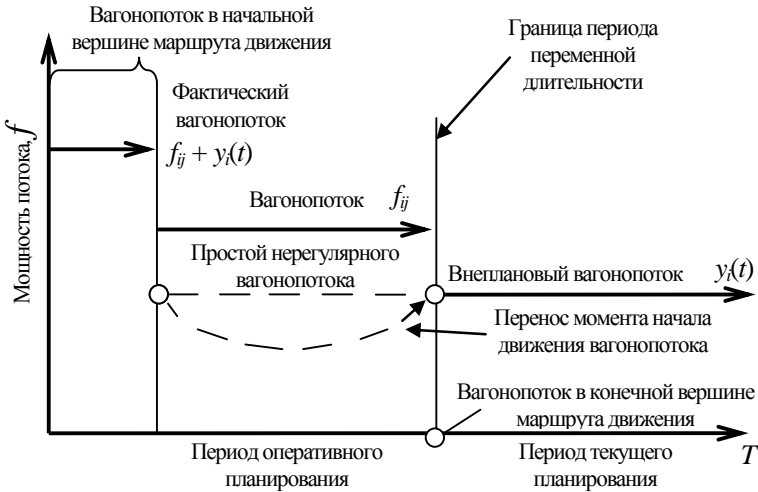 Вагонопоток в начальной
вершине маршрута движения
Граница периода
переменной
длительности
Фактический
вагонопоток
f_ij + y_i(t)
Мощность потока, f
Вагонопоток f_ij
Простой нерегулярного
вагонопотока
Внеплановый вагонопоток y_i(t)
Перенос момента начала
движения вагонопотока
Вагонопоток в конечной вершине
маршрута движения
Период оперативного
планирования
Период текущего
планирования
T